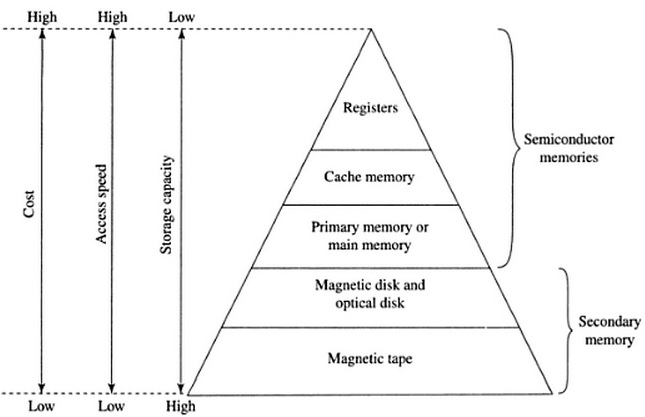 High
High
Low
Registers
Semiconductor
memories
Cache memory
Cost
Access speed
Storage capacity
Primary memory or
main memory
Magnetic disk and
optical disk
Secondary
memory
Magnetic tape
Low
Low
High